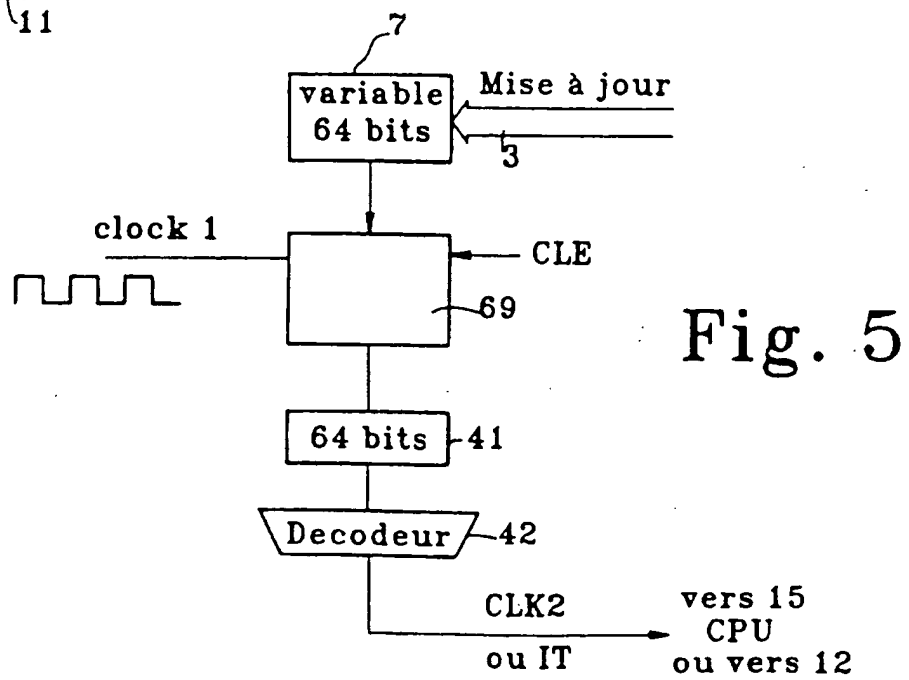 11
7
variable
64 bits
Mise à jour
3
clock 1
CLE
69
Fig. 5
64 bits
41
Decodeur
42
CLK2
ou IT
vers 15
CPU
ou vers 12